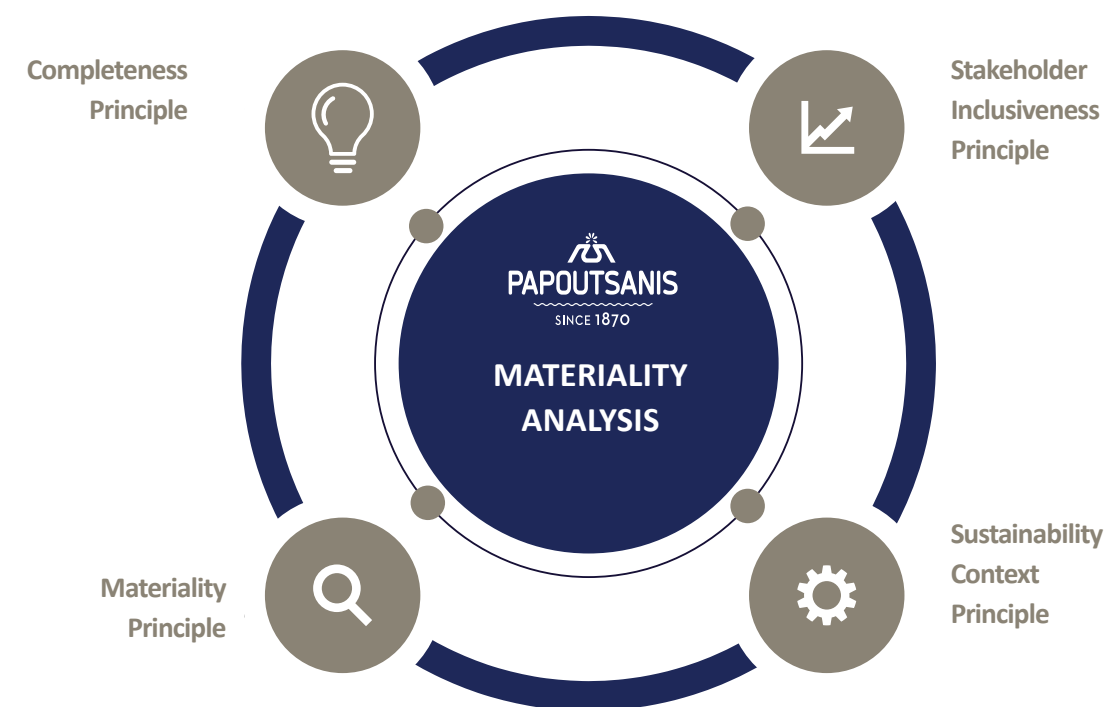 Completeness
Principle
Stakeholder
Inclusiveness
Principle
PAPOUTSANIS
SINCE 1870
MATERIALITY
ANALYSIS
Materiality
Principle
Sustainability
Context
Principle